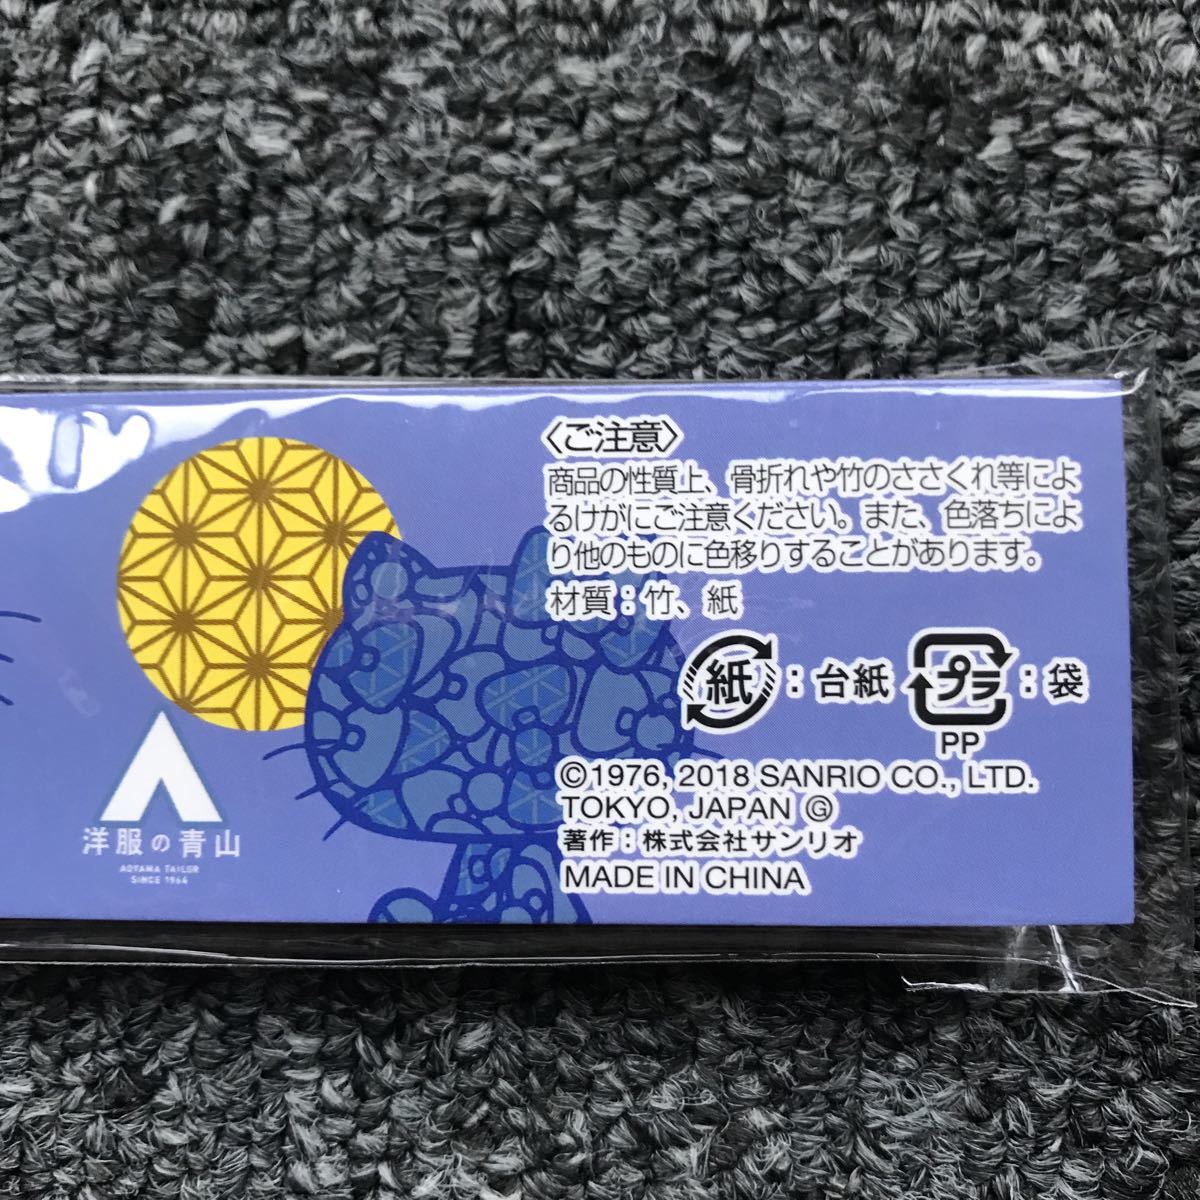 〈ご注意〉
商品の性質上、骨折れや竹のささくれ等によ
るけがにご注意ください。また、色落ちによ
り他のものに色移りすることがあります。
材質：竹、紙
紙：台紙 プラ：袋
PP
©1976, 2018 SANRIO CO., LTD.
TOKYO, JAPAN Ⓖ
著作：株式会社サンリオ
MADE IN CHINA
洋服の青山
AOYAMA TAILOR
SINCE 1964